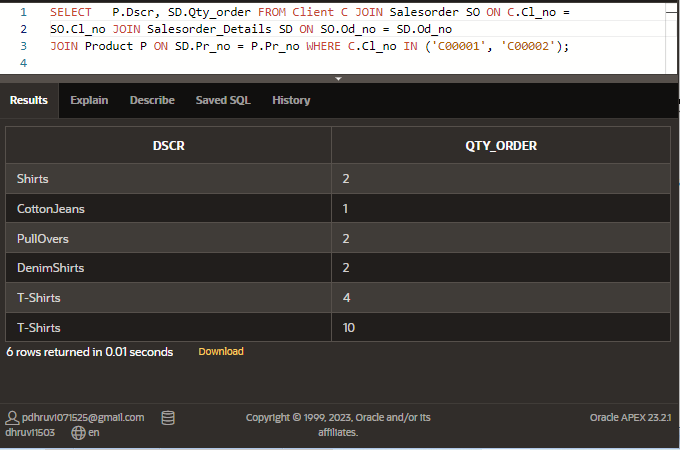 1 SELECT P.Dscr, SD.Qty_order FROM Client C JOIN Salesorder SO ON C.Cl_no =
2 SO.Cl_no JOIN Salesorder_Details SD ON SO.Od_no = SD.Od_no
3 JOIN Product P ON SD.Pr_no = P.Pr_no WHERE C.Cl_no IN ('C00001', 'C00002');
4
Results Explain Describe Saved SQL History
DSCR QTY_ORDER
Shirts 2
CottonJeans 1
PullOvers 2
DenimShirts 2
T-Shirts 4
T-Shirts 10
6 rows returned in 0.01 seconds Download
pdhruvi071525@gmail.com
dhruvi1503 en
Copyright © 1999, 2023, Oracle and/or its
affiliates.
Oracle APEX 23.2.1